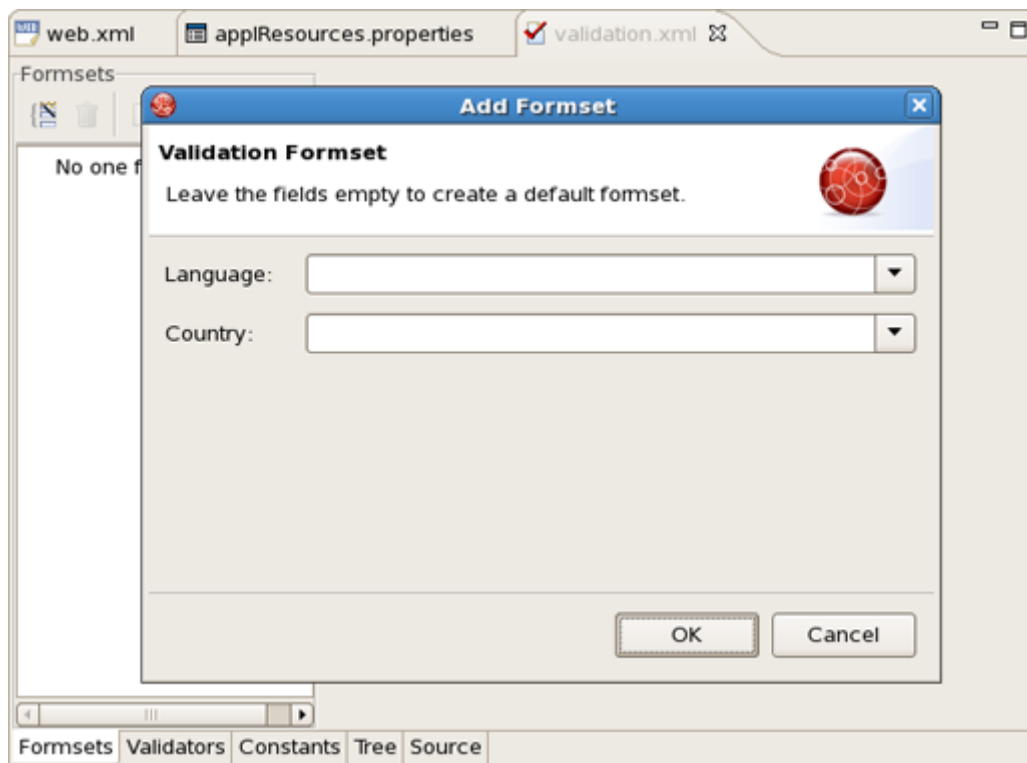 web.xml applResources.properties validation.xml
Formsets
Add Formset
Validation Formset
No one f
Leave the fields empty to create a default formset.
Language:
Country:
OK Cancel
Formsets Validators Constants Tree Source